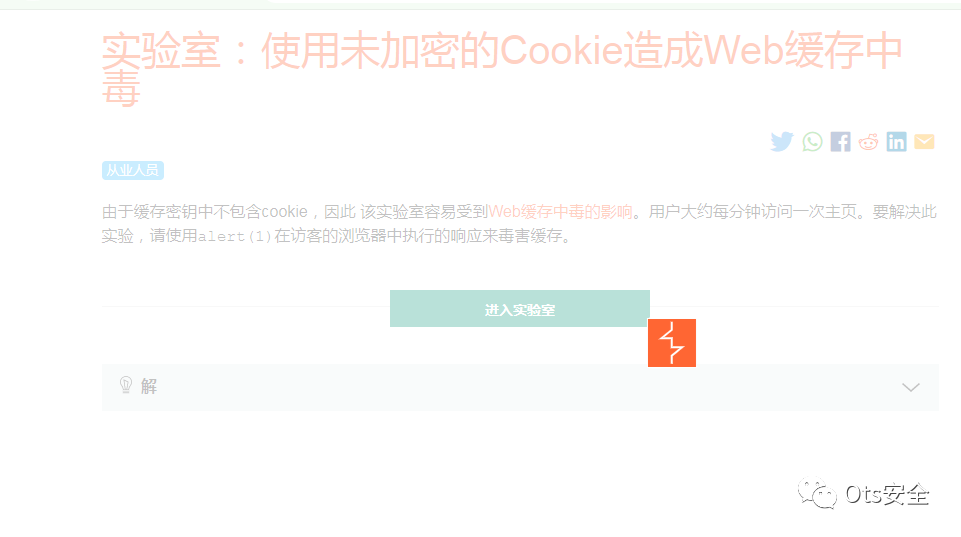 实验室：使用未加密的Cookie造成Web缓存中
毒
从业人员
由于缓存密钥中不包含cookie，因此 该实验室容易受到Web缓存中毒的影响。用户大约每分钟访问一次主页。要解决此
实验，请使用alert(1)在访客的浏览器中执行的响应来毒害缓存。
进入实验室
解
Ots安全